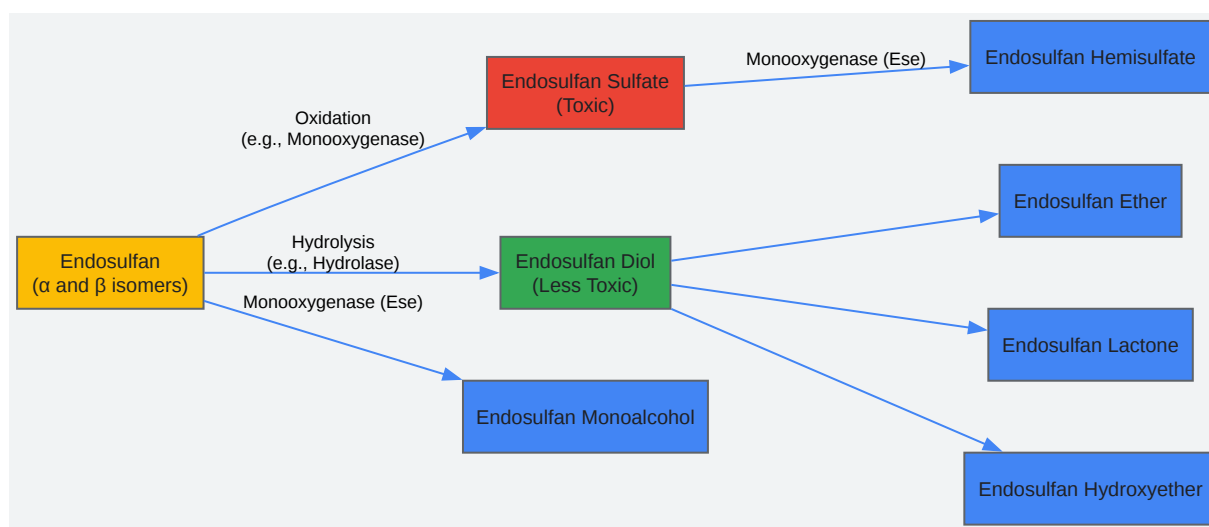 Endosulfan Hemisulfate
Monooxygenase (Ese)
Endosulfan Sulfate
(Toxic)
Oxidation
(e.g., Monooxygenase)
Endosulfan Ether
Hydrolysis
(e.g., Hydrolase)
Endosulfan
(α and β isomers)
Endosulfan Diol
(Less Toxic)
Monooxygenase (Ese)
Endosulfan Lactone
Endosulfan Monoalcohol
Endosulfan Hydroxyether